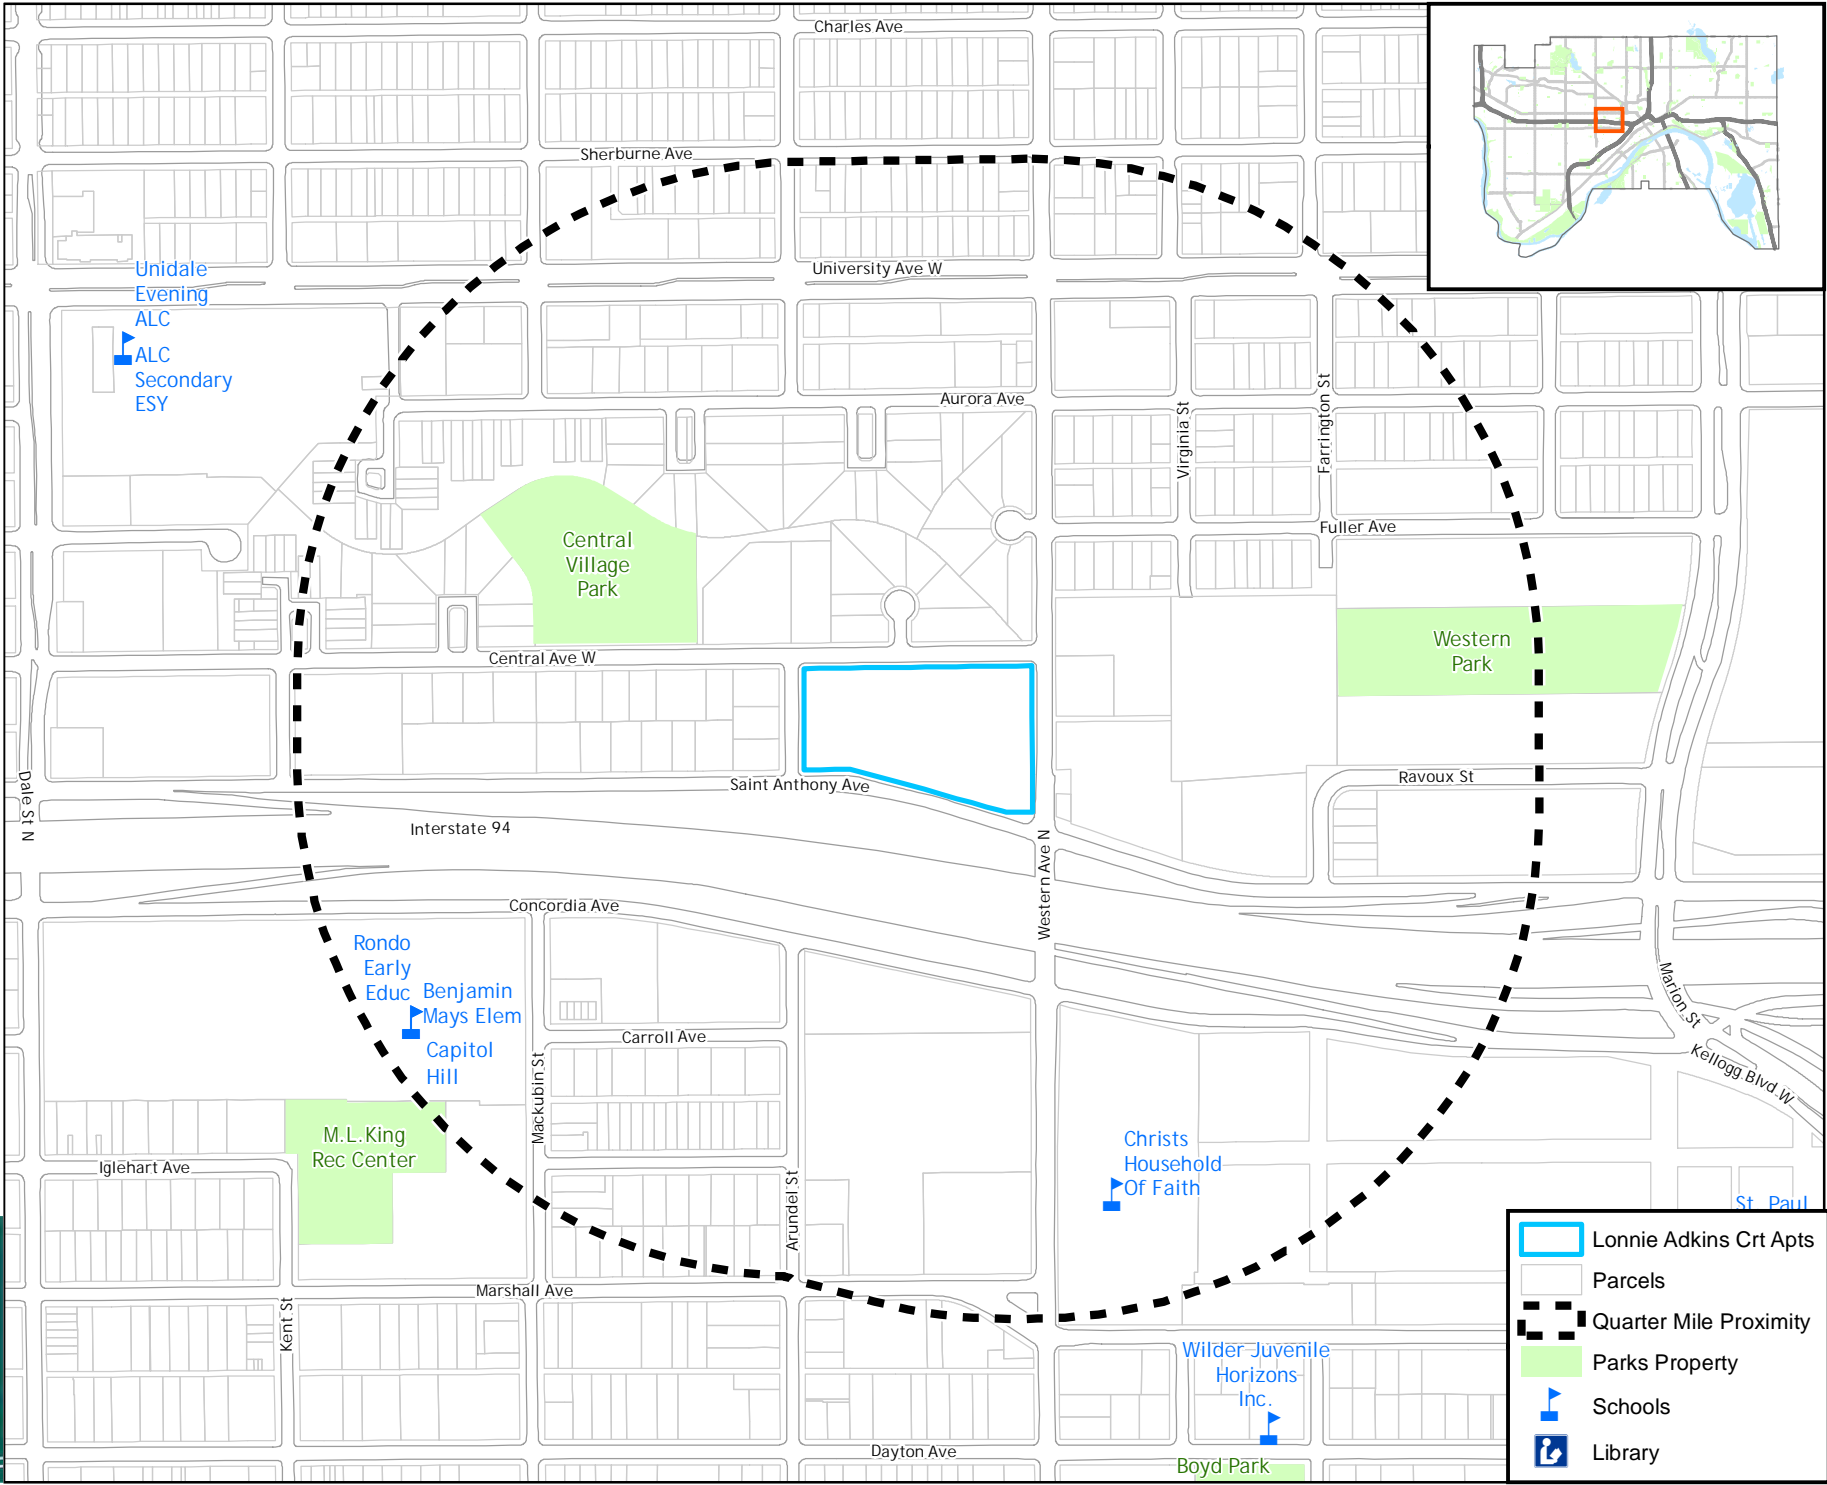 Charles Ave
Sherburne Ave
University Ave W
Unidale
Evening
ALC
ALC
Secondary
ESY
Aurora Ave
Virginia St
Farrington St
Fuller Ave
Central
Village
Park
Western
Park
Central Ave W
Saint Anthony Ave
Ravoux St
Dale St N
Interstate 94
Western Ave N
Concordia Ave
Rondo
Early
Educ
Benjamin
Mays Elem
Capitol
Hill
Marion St
Kellogg Blvd W
Carroll Ave
Mackubin St
M.L.King
Rec Center
Iglehart Ave
Arundel St
Christs
Household
Of Faith
St. Paul
Marshall Ave
Kent St
Wilder Juvenile
Horizons
Inc.
Dayton Ave
Boyd Park
Lonnie Adkins Crt Apts
Parcels
Quarter Mile Proximity
Parks Property
Schools
Library